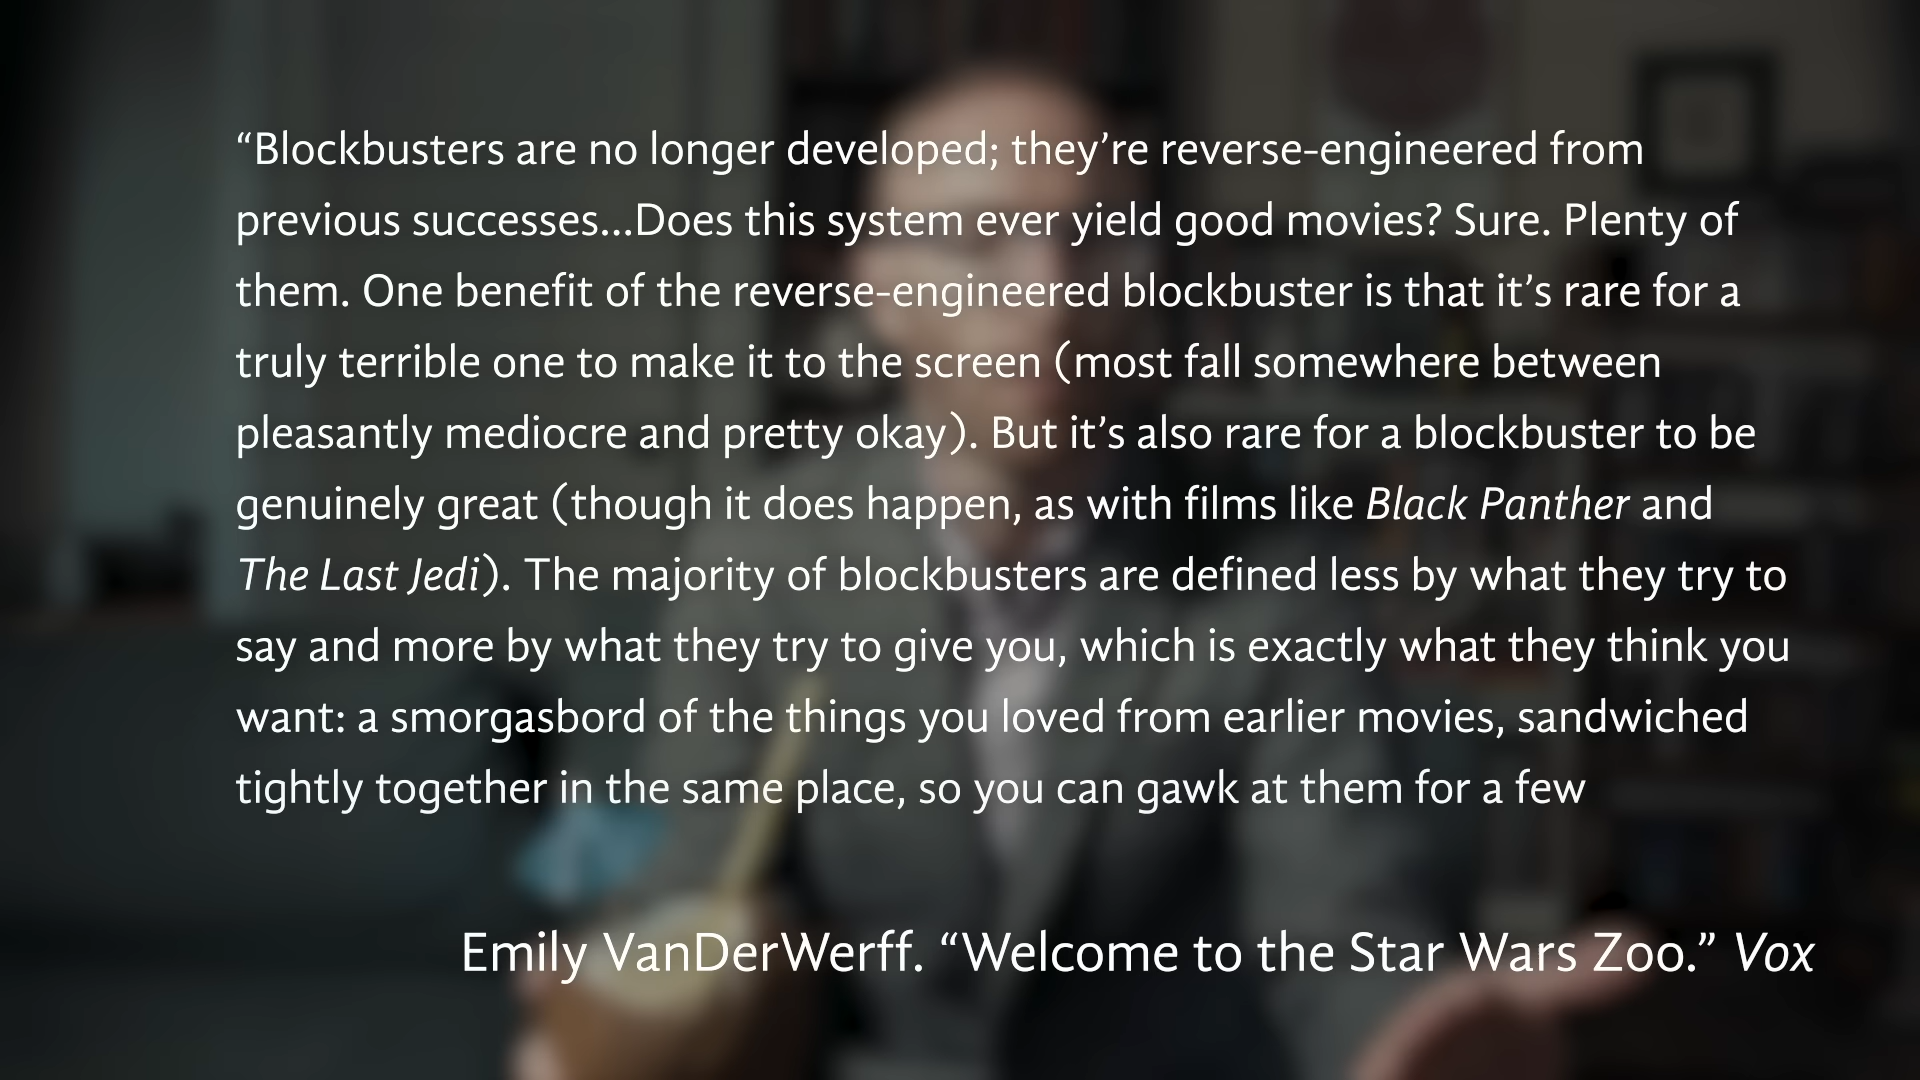 “Blockbusters are no longer developed; they’re reverse-engineered from
previous successes...Does this system ever yield good movies? Sure. Plenty of
them. One benefit of the reverse-engineered blockbuster is that it’s rare for a
truly terrible one to make it to the screen (most fall somewhere between
pleasantly mediocre and pretty okay). But it’s also rare for a blockbuster to be
genuinely great (though it does happen, as with films like Black Panther and
The Last Jedi). The majority of blockbusters are defined less by what they try to
say and more by what they try to give you, which is exactly what they think you
want: a smorgasbord of the things you loved from earlier movies, sandwiched
tightly together in the same place, so you can gawk at them for a few
Emily VanDerWerff. “Welcome to the Star Wars Zoo.” Vox